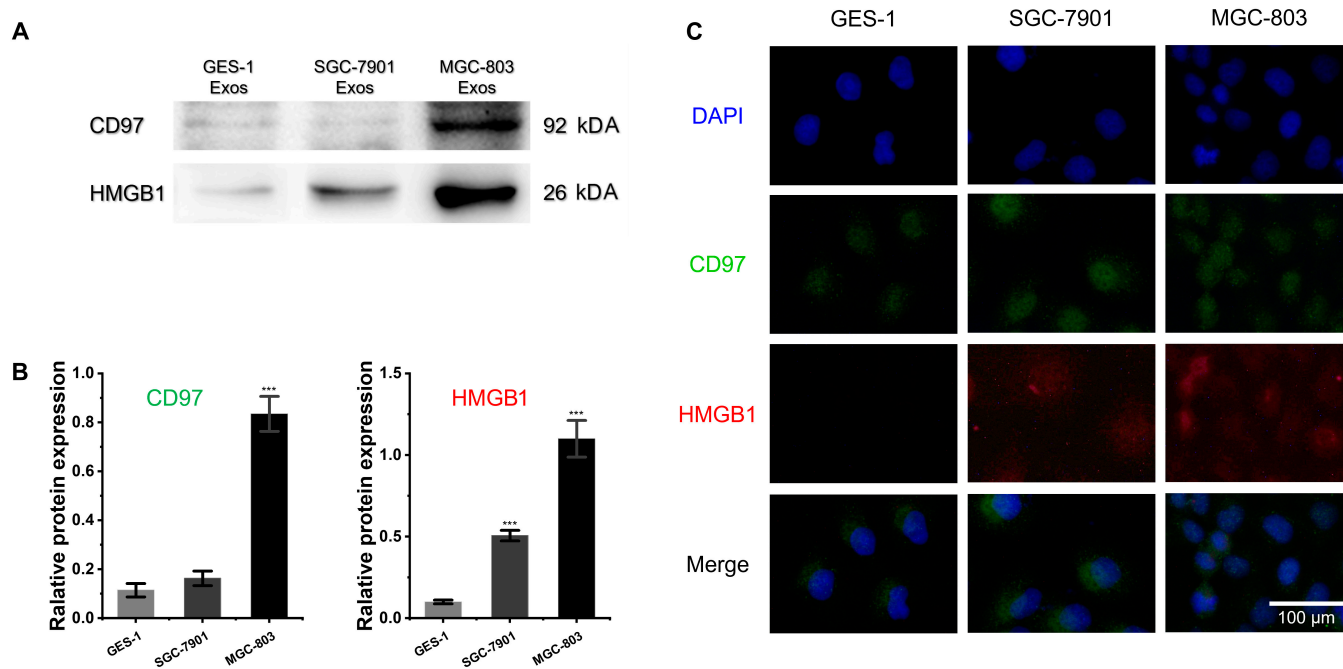 A
GES-1 Exos
SGC-7901 Exos
MGC-803 Exos
CD97
92 kDA
HMGB1
26 kDA
B
Ralative protein expression
CD97
1.0
0.8
0.6
0.4
0.2
0.0
***
GES-1
SGC-7901
MGC-803
Ralative protein expression
HMGB1
1.5
1.0
0.5
0.0
***
***
GES-1
SGC-7901
MGC-803
C
GES-1
SGC-7901
MGC-803
DAPI
CD97
HMGB1
Merge
100 µm